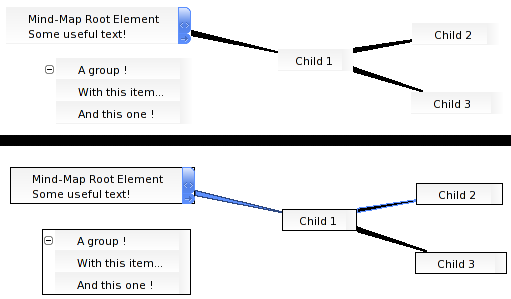 Mind-Map Root Element
Some useful text!
Child 2
Child 1
A group !
With this item...
And this one !
Child 3
Mind-Map Root Element
Some useful text!
Child 2
Child 1
A group !
With this item...
And this one !
Child 3